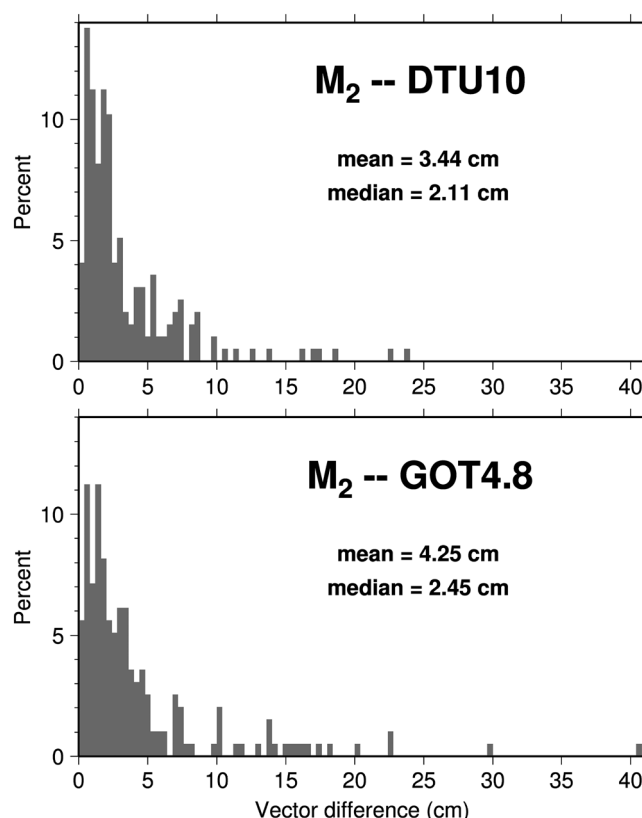 M₂ -- DTU10
mean = 3.44 cm
median = 2.11 cm
Percent
10
5
0
0 5 10 15 20 25 30 35 40
M₂ -- GOT4.8
mean = 4.25 cm
median = 2.45 cm
Percent
10
5
0
0 5 10 15 20 25 30 35 40
Vector difference (cm)